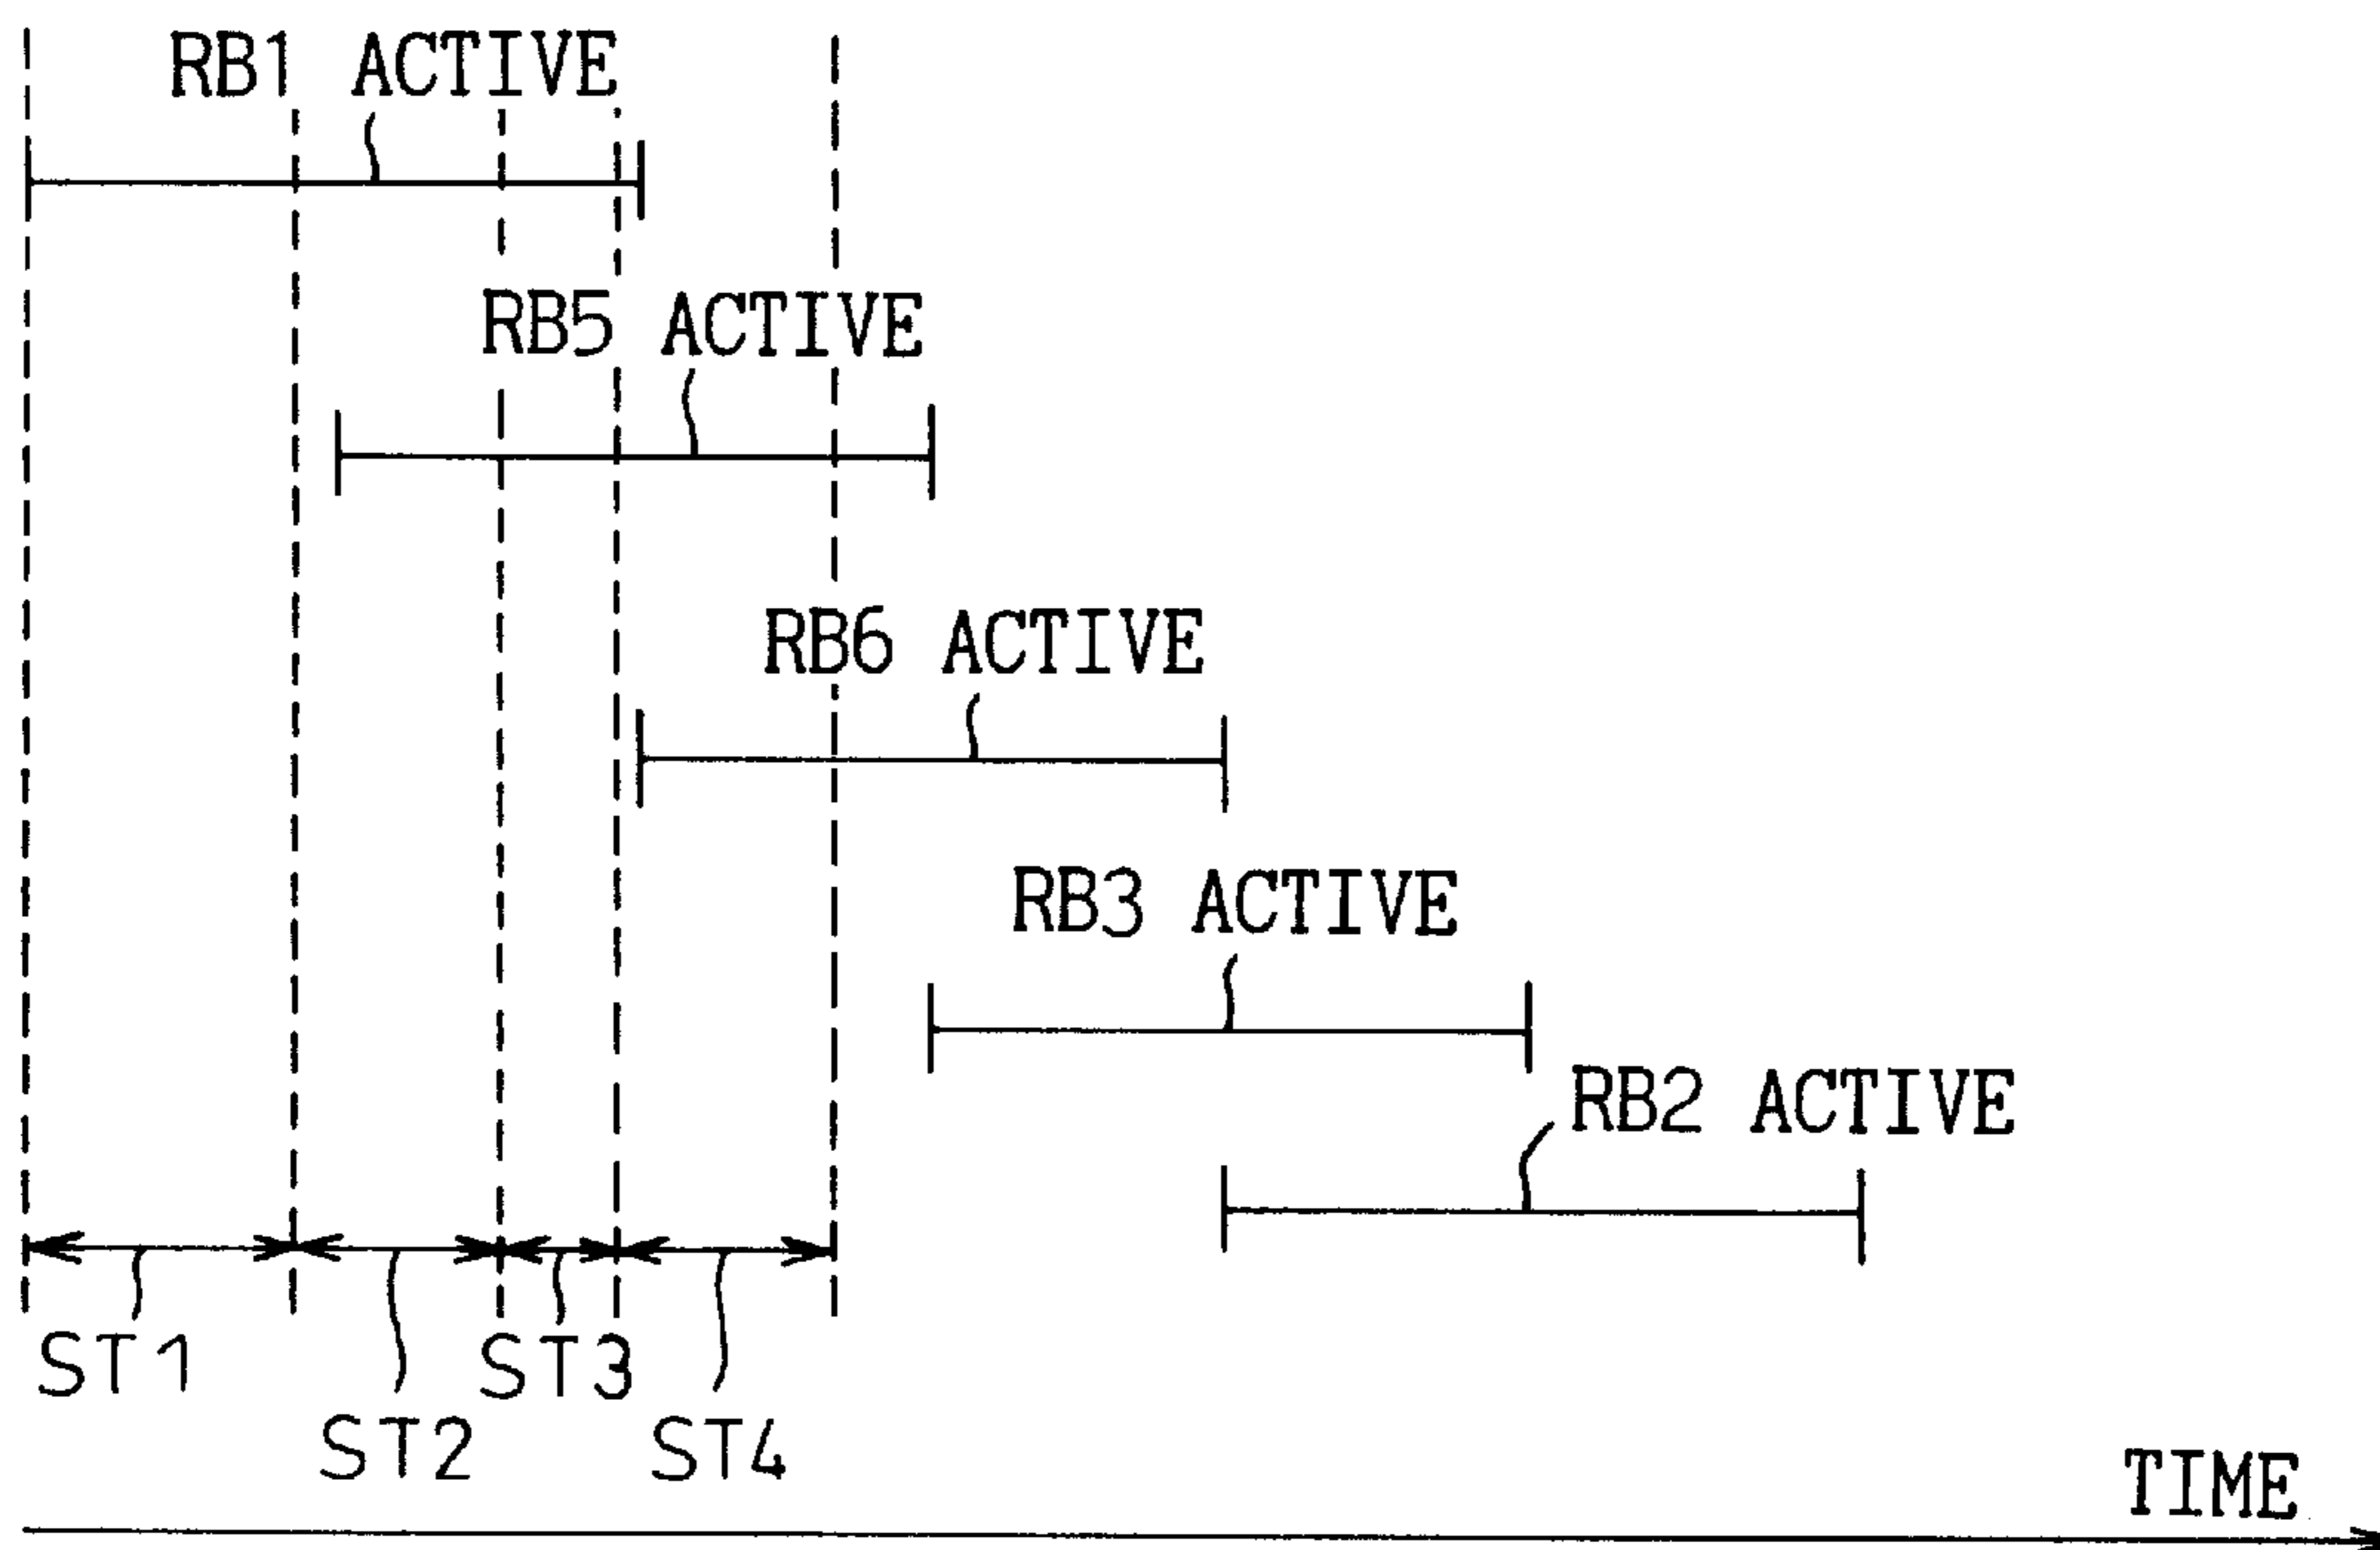 RB1 ACTIVE
RB5 ACTIVE
RB6 ACTIVE
RB3 ACTIVE
RB2 ACTIVE
ST1
ST3
ST2
ST4
TIME